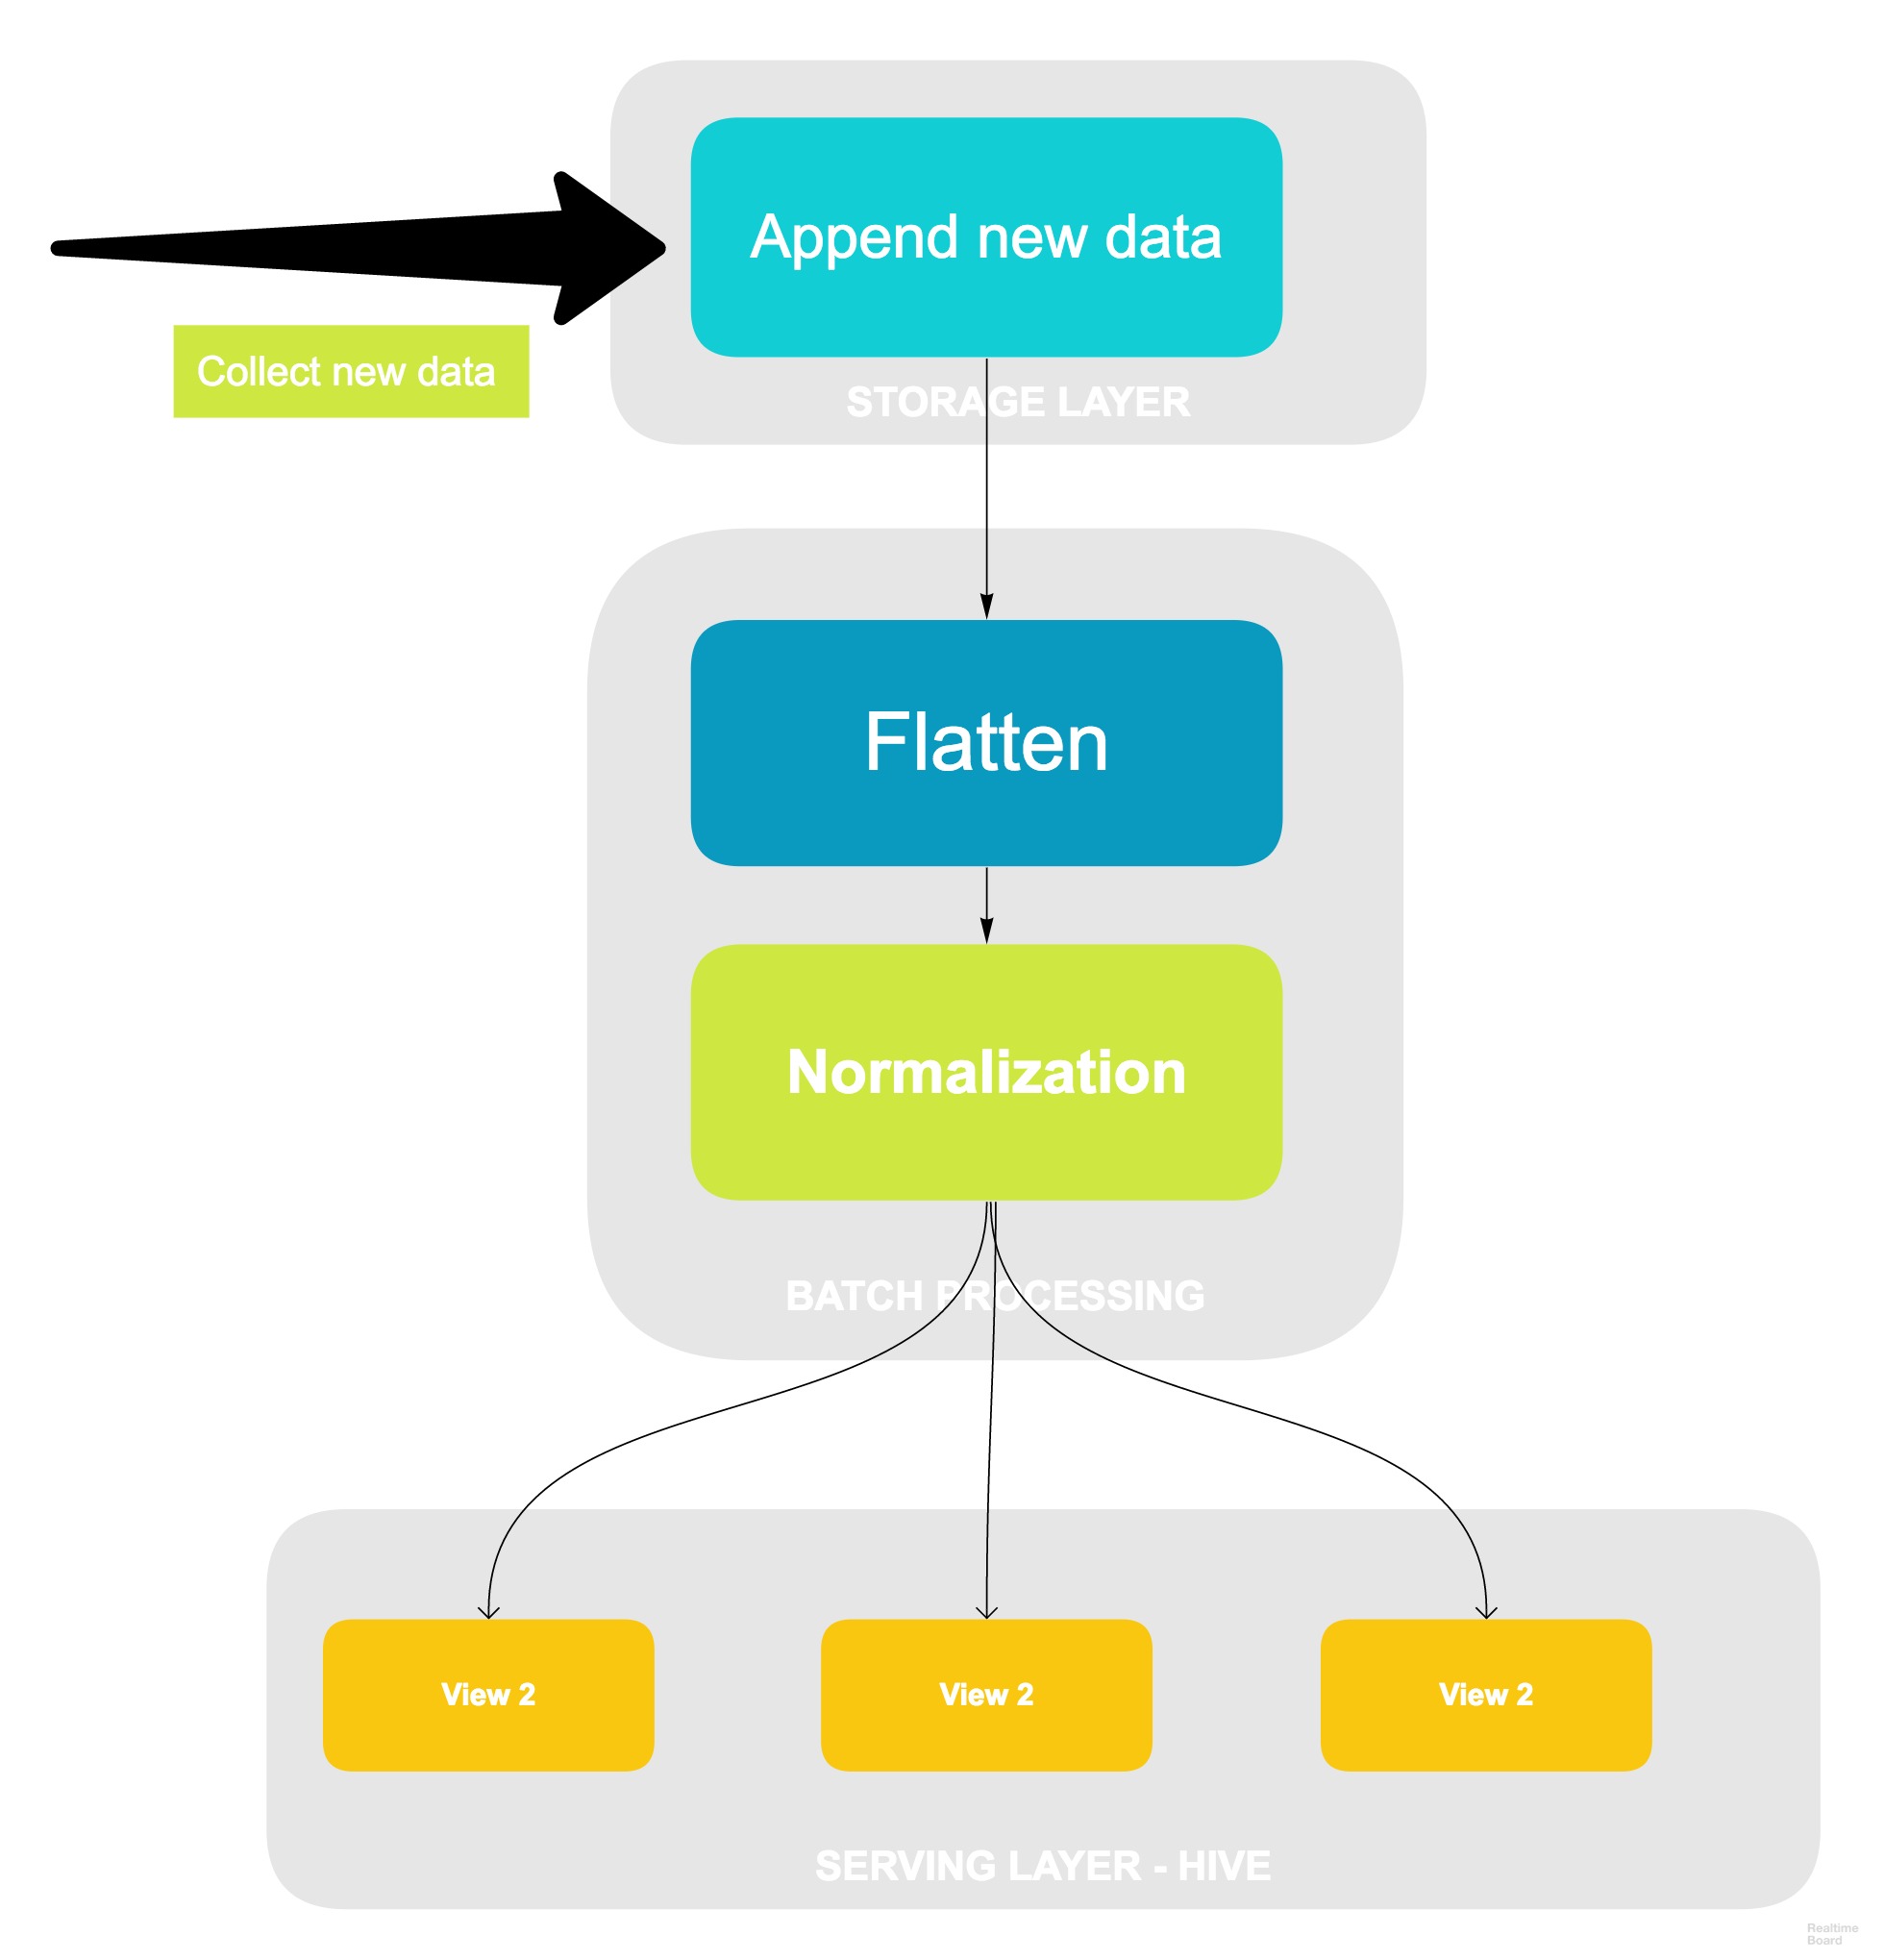 Append new data
Collect new data
STORAGE LAYER
Flatten
Normalization
BATCH PROCESSING
View 2
View 2
View 2
SERVING LAYER - HIVE
Realtime
Board